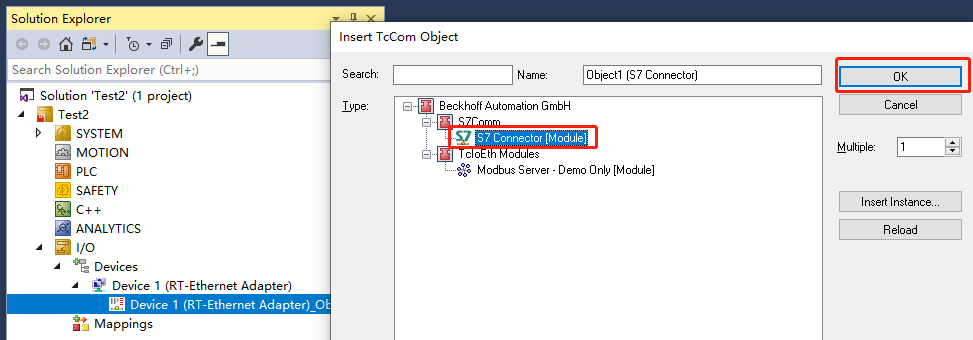 Solution Explorer
Search Solution Explorer (Ctrl+;)
Solution 'Test2' (1 project)
Test2
SYSTEM
MOTION
PLC
SAFETY
C++
ANALYTICS
I/O
Devices
Device 1 (RT-Ethernet Adapter)
Device 1 (RT-Ethernet Adapter)_Ob
Mappings
Insert TcCom Object
Search:
Name:
Object1 (S7 Connector)
Type:
Beckhoff Automation GmbH
S7Comm
S7 Connector [Module]
TcIoEth Modules
Modbus Server - Demo Only [Module]
OK
Cancel
Multiple:
1
Insert Instance...
Reload